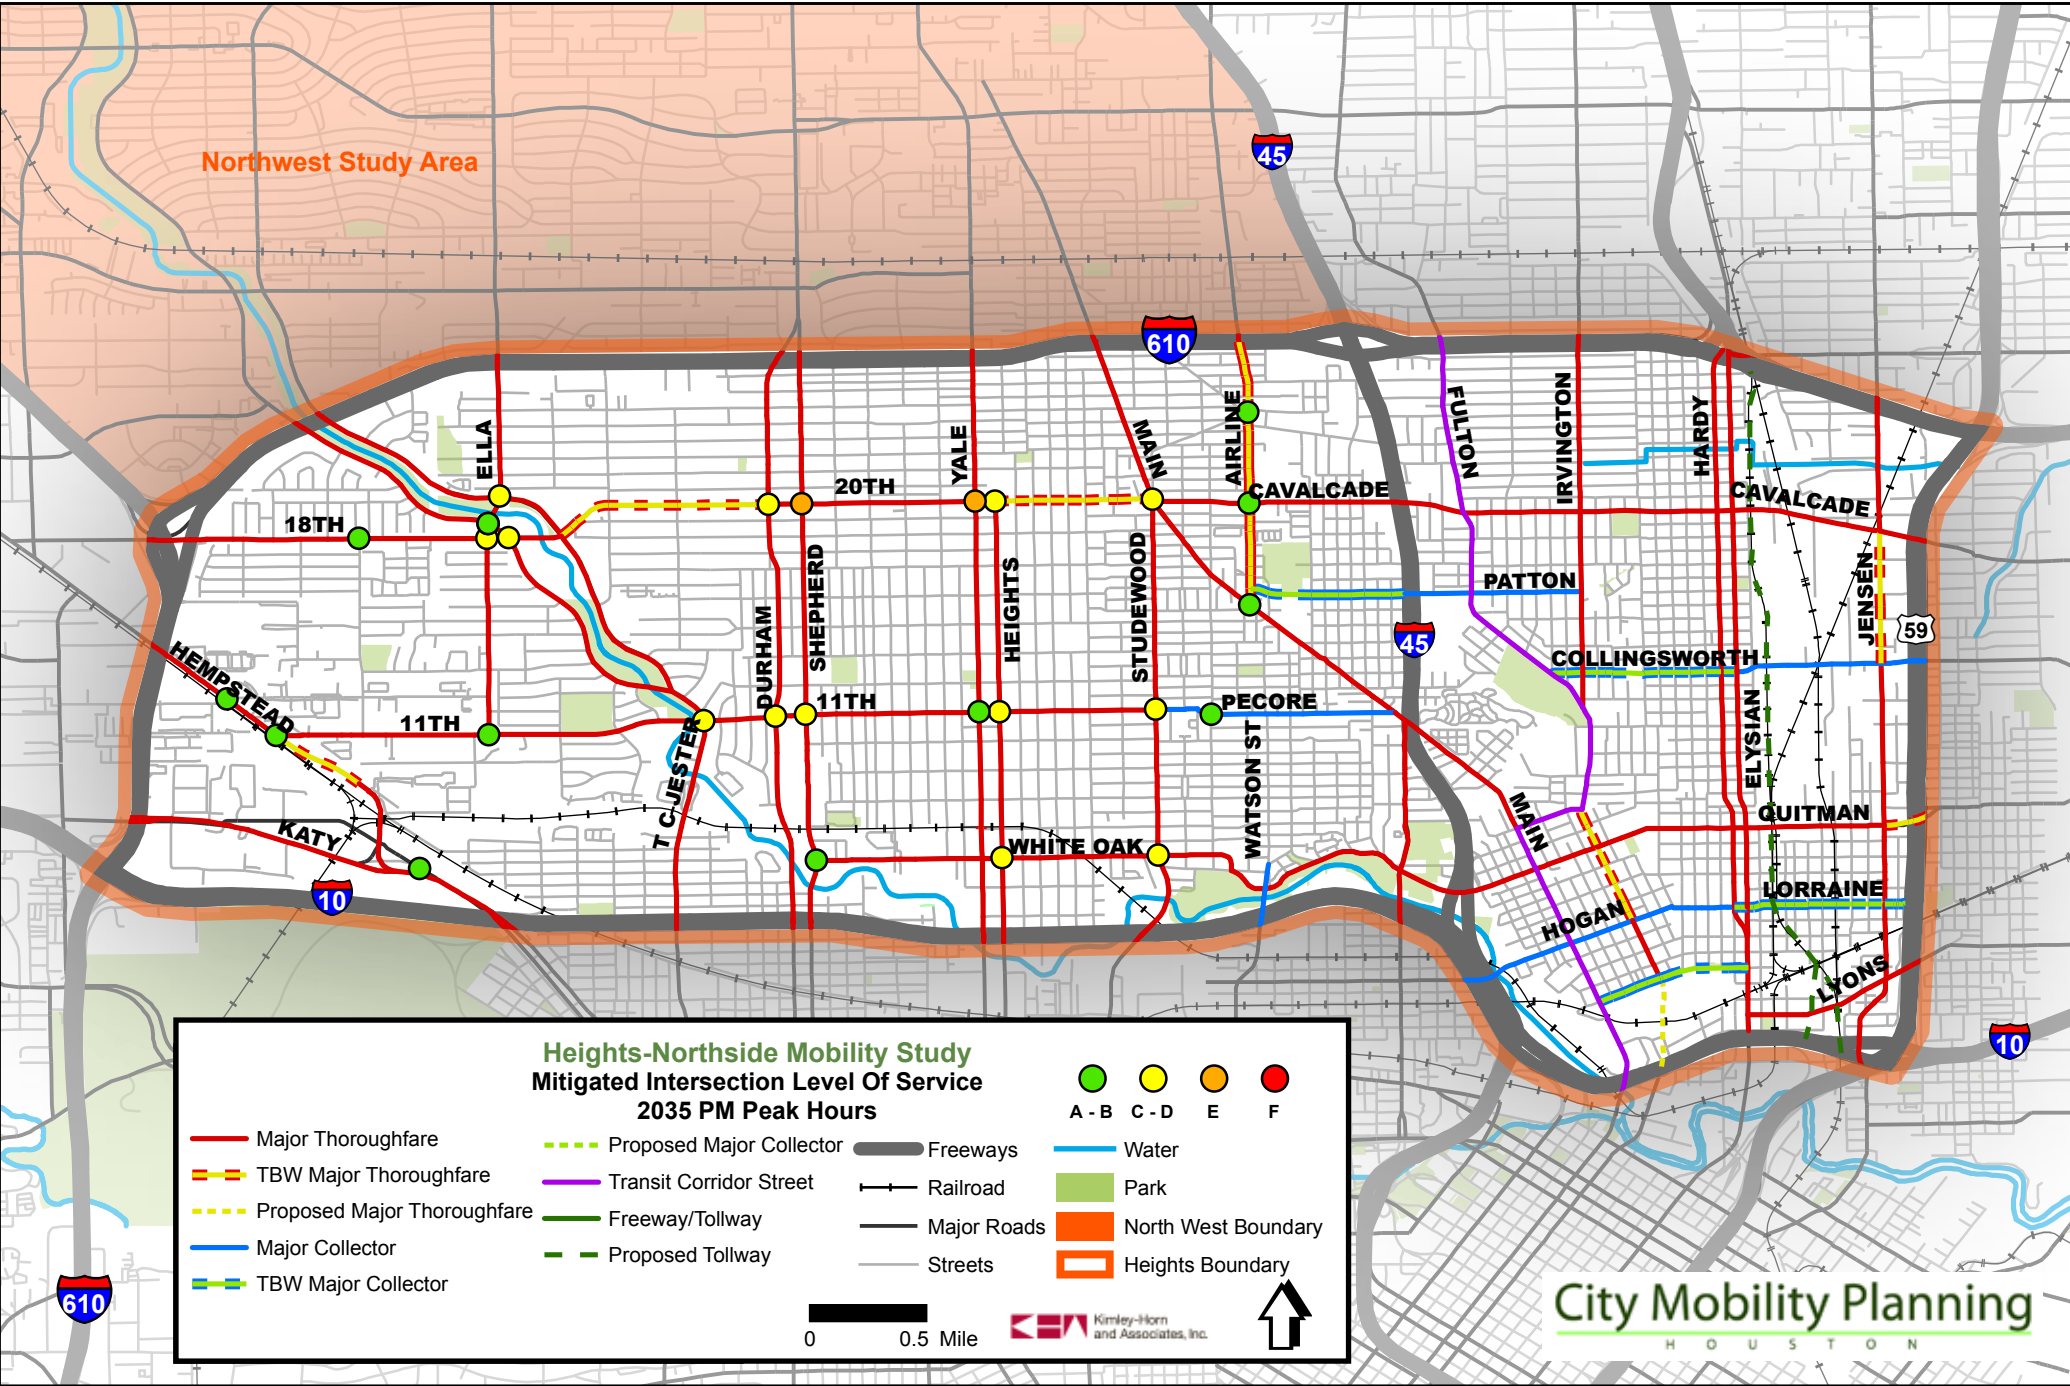 Northwest Study Area
45
610
ELLA
YALE
MAIN
AIRLINE
FULTON
IRVINGTON
HARDY
20TH
CAVALCADE
CAVALCADE
18TH
DURHAM
SHEPHERD
HEIGHTS
STUDEWOOD
PATTON
JENSEN
59
45
COLLINGSWORTH
HEMPSTEAD
11TH
11TH
PECORE
T C JESTER
WATSON ST
ELYSIAN
MAIN
QUITMAN
KATY
WHITE OAK
10
LORRAINE
HOGAN
LYONS
10
610
Heights-Northside Mobility Study
Mitigated Intersection Level Of Service
2035 PM Peak Hours
A - B
C - D
E
F
Major Thoroughfare
TBW Major Thoroughfare
Proposed Major Thoroughfare
Major Collector
TBW Major Collector
Proposed Major Collector
Transit Corridor Street
Freeway/Tollway
Proposed Tollway
Freeways
Railroad
Major Roads
Streets
Water
Park
North West Boundary
Heights Boundary
0 0.5 Mile
Kimley-Horn
and Associates, Inc.
City Mobility Planning
HOUSTON